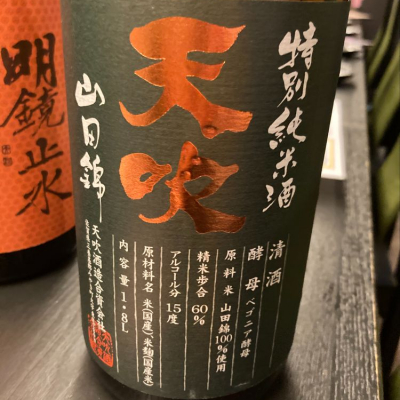 特別純米酒
天吹
山田錦
清酒
酵母 ベゴニア酵母
原料米 山田錦100%使用
精米歩合 60%
アルコール分 15度
原材料名 米(国産)、米麹(国産米)
内容量 1・8L
天吹酒造合資会社
明鏡止水